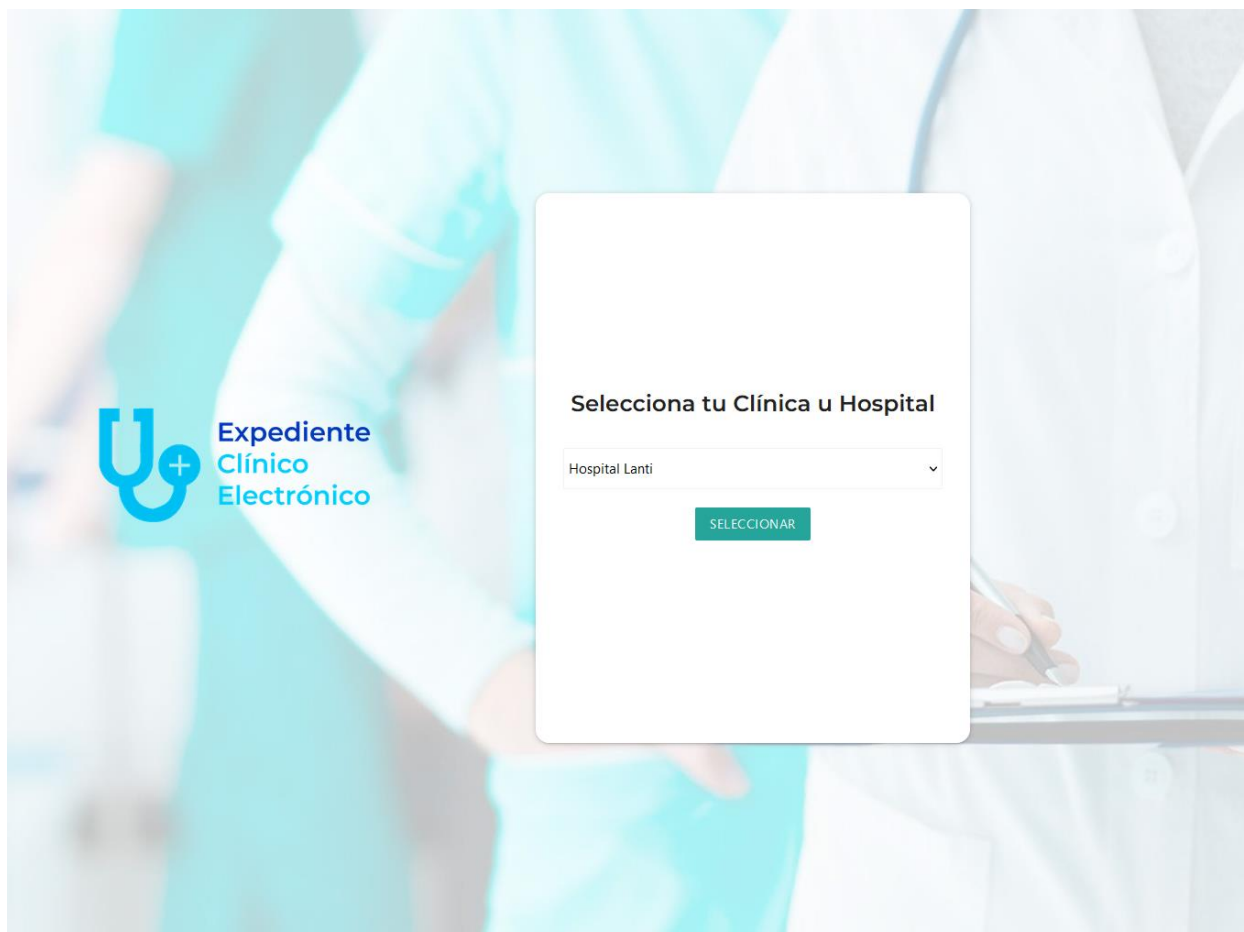 Expediente
Clínico
Electrónico
Selecciona tu Clínica u Hospital
Hospital Lanti
SELECCIONAR